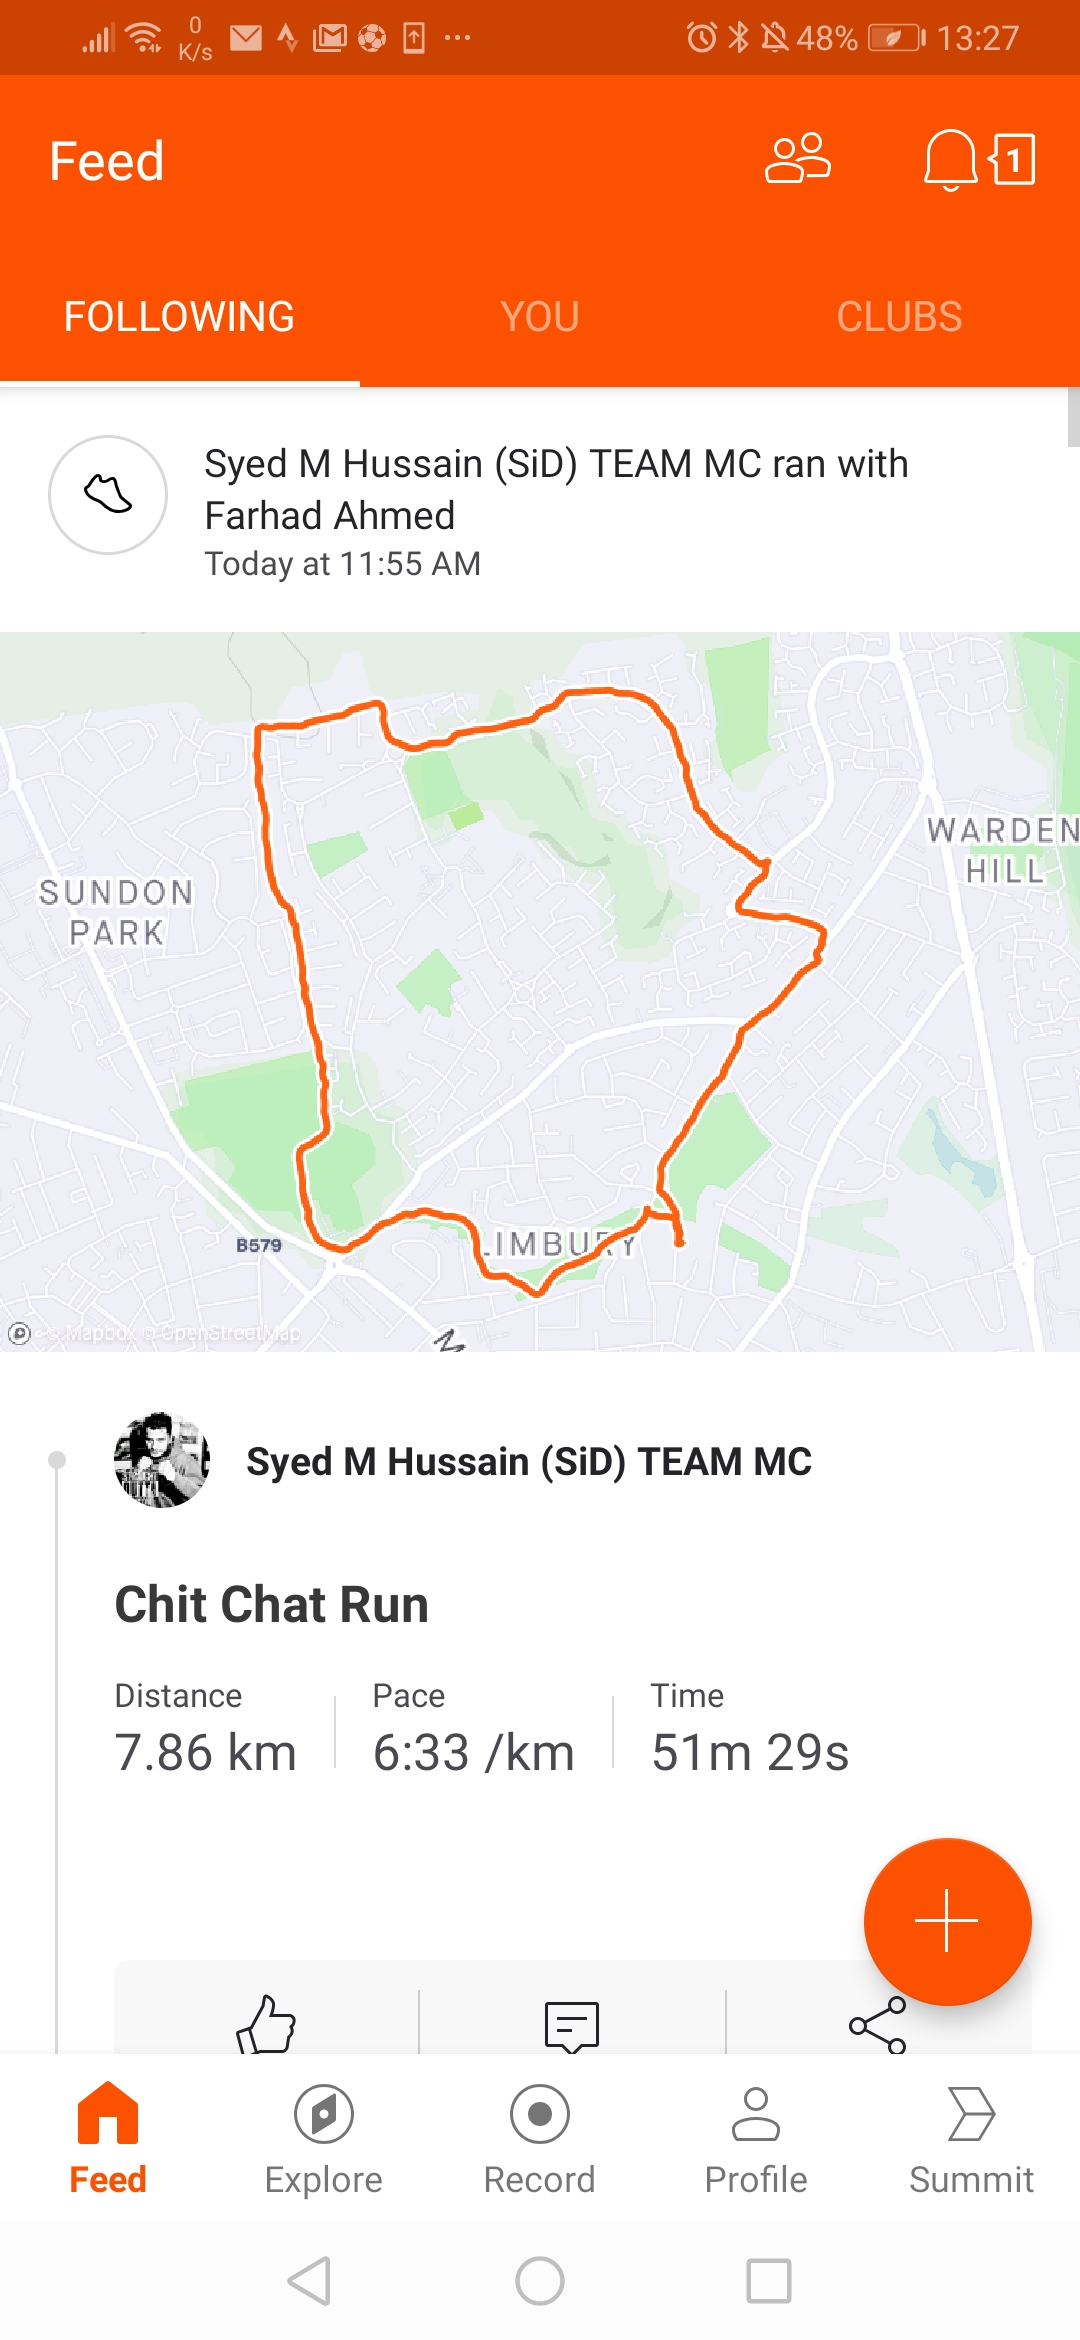 0
K/s
48%
13:27
Feed
1
FOLLOWING
YOU
CLUBS
Syed M Hussain (SiD) TEAM MC ran with
Farhad Ahmed
Today at 11:55 AM
WARDEN
HILL
SUNDON
PARK
LIMBURY
B579
© Mapbox © OpenStreetMap
M
Syed M Hussain (SiD) TEAM MC
Chit Chat Run
Distance
Pace
Time
7.86 km
6:33 /km
51m 29s
Feed
Explore
Record
Profile
Summit